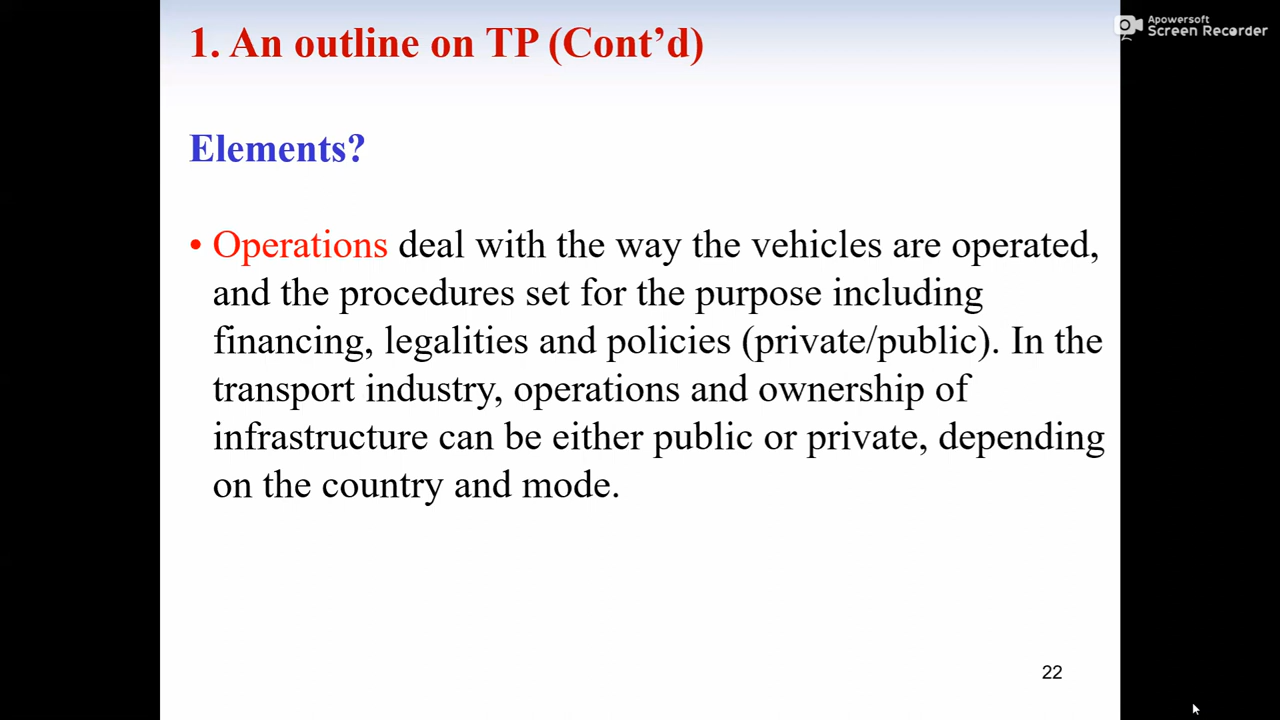 1. An outline on TP (Cont’d)
Apowersoft
Screen Recorder
Elements?
• Operations deal with the way the vehicles are operated,
and the procedures set for the purpose including
financing, legalities and policies (private/public). In the
transport industry, operations and ownership of
infrastructure can be either public or private, depending
on the country and mode.
22